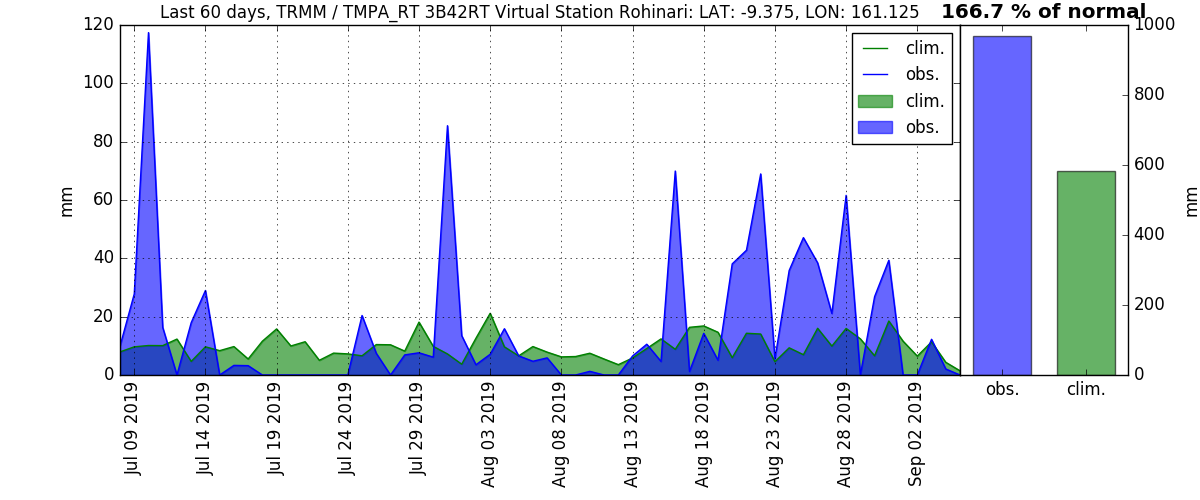 Last 60 days, TRMM / TMPA_RT 3B42RT Virtual Station Rohinari: LAT: -9.375, LON: 161.125
166.7 % of normal
120
100
80
60
40
20
0
mm
clim.
obs.
clim.
obs.
1000
800
600
400
200
0
mm
Jul 09 2019
Jul 14 2019
Jul 19 2019
Jul 24 2019
Jul 29 2019
Aug 03 2019
Aug 08 2019
Aug 13 2019
Aug 18 2019
Aug 23 2019
Aug 28 2019
Sep 02 2019
obs.
clim.